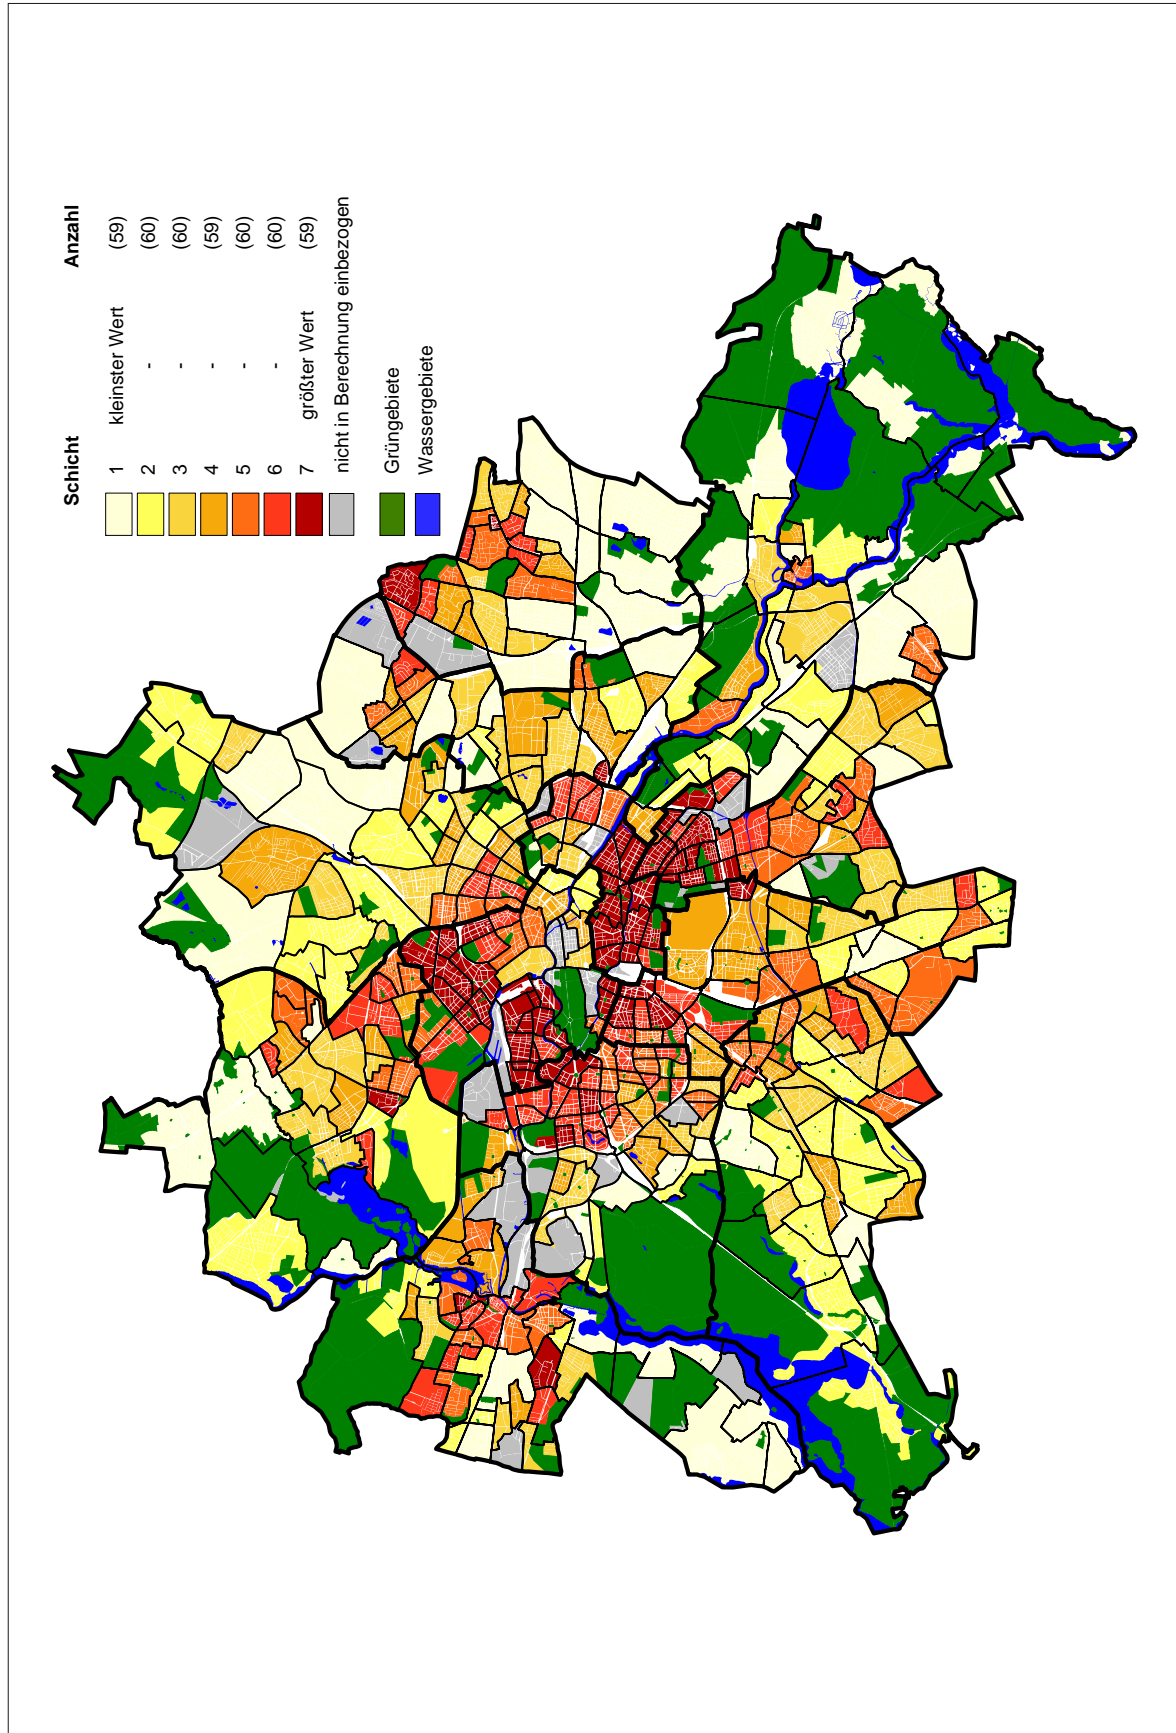 Schicht Anzahl
1 kleinster Wert (59)
2 - (60)
3 - (60)
4 - (59)
5 - (60)
6 - (60)
7 größter Wert (59)
nicht in Berechnung einbezogen
Grüngebiete
Wassergebiete